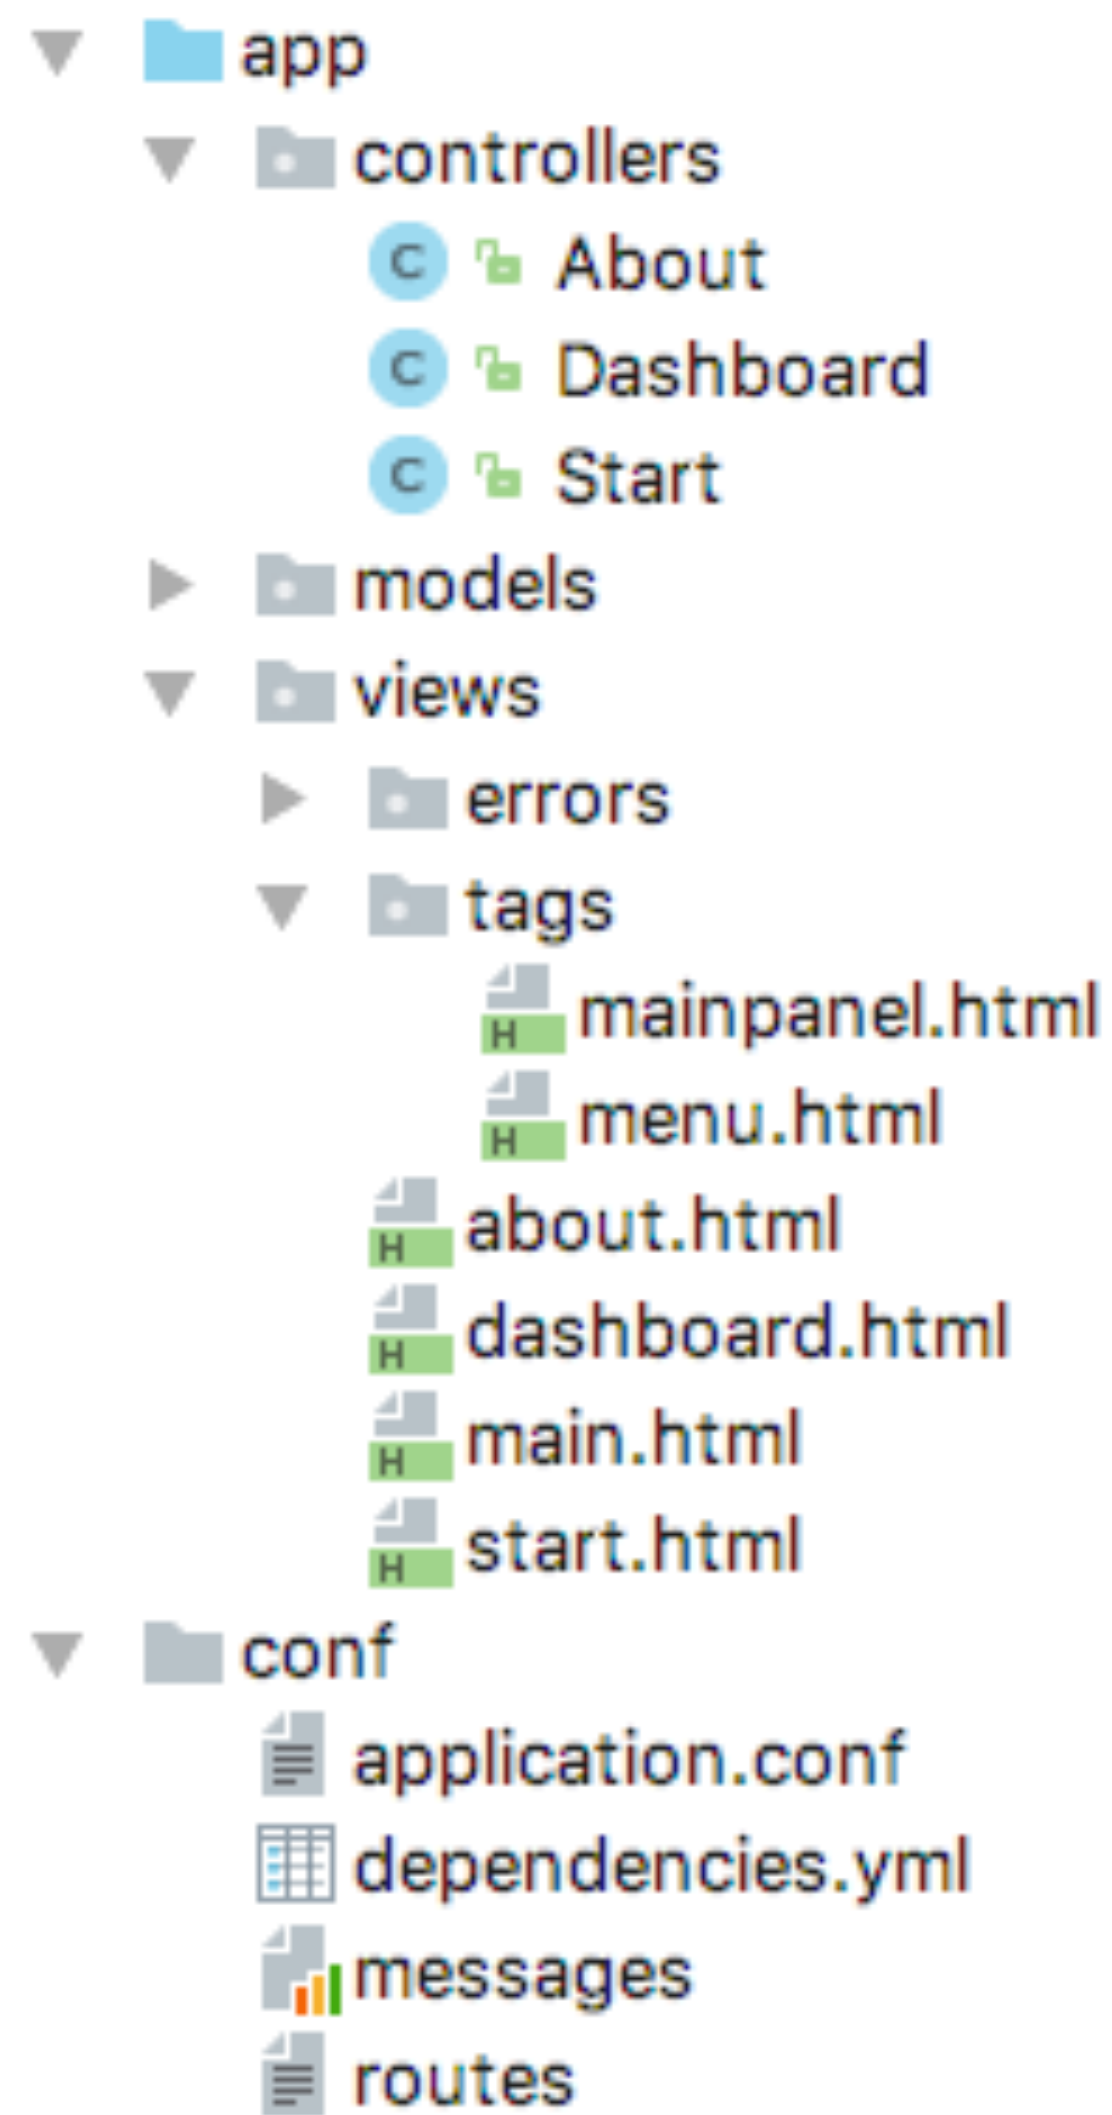 app
controllers
C About
C Dashboard
C Start
models
views
errors
tags
H mainpanel.html
H menu.html
H about.html
H dashboard.html
H main.html
H start.html
conf
application.conf
dependencies.yml
messages
routes